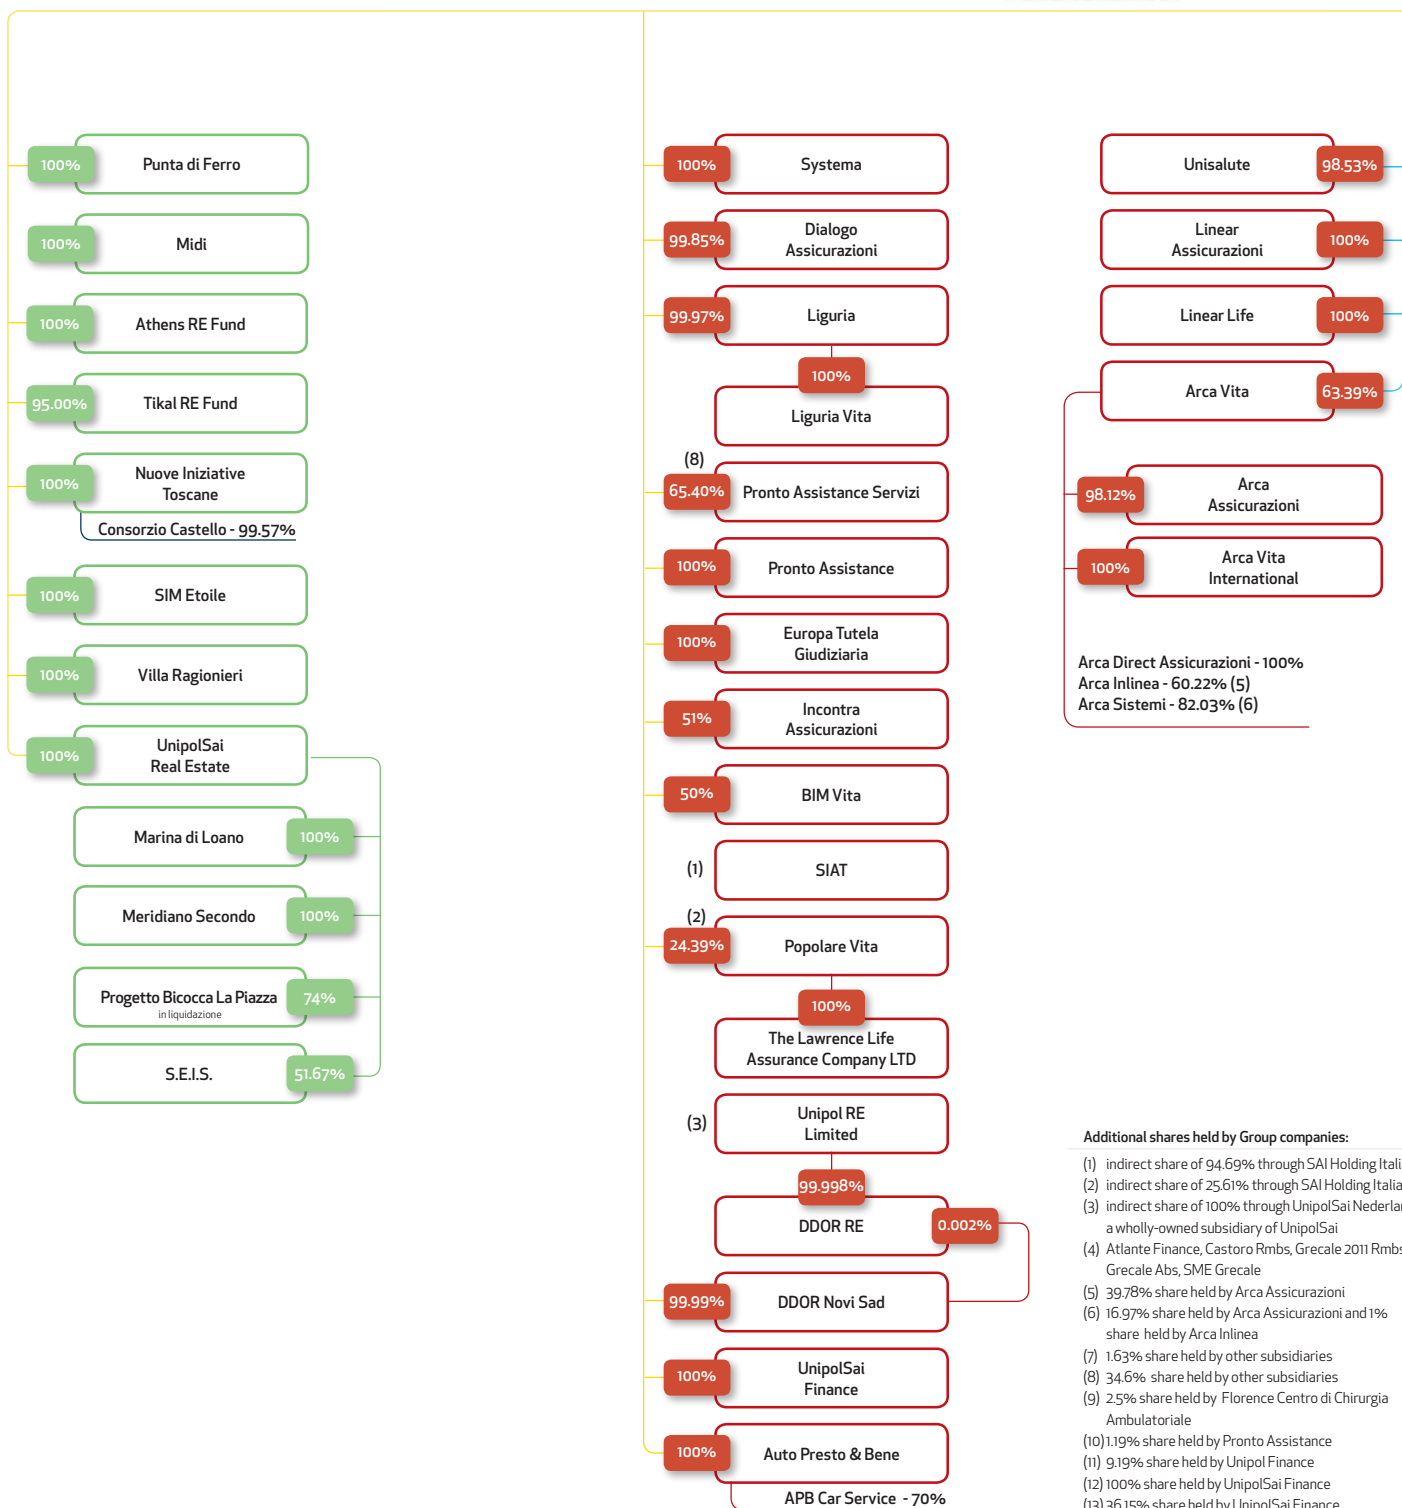 100%
Punta di Ferro
100%
Midi
100%
Athens RE Fund
95.00%
Tikal RE Fund
100%
Nuove Iniziative
Toscane
Consorzio Castello - 99.57%
100%
SIM Etoile
100%
Villa Ragionieri
100%
UnipolSai
Real Estate
Marina di Loano
100%
Meridiano Secondo
100%
Progetto Bicocca La Piazza
in liquidazione
74%
S.E.I.S.
51.67%
100%
Systema
99.85%
Dialogo
Assicurazioni
99.97%
Liguria
100%
Liguria Vita
(8)
65.40%
Pronto Assistance Servizi
100%
Pronto Assistance
100%
Europa Tutela
Giudiziaria
51%
Incontra
Assicurazioni
50%
BIM Vita
(1)
SIAT
(2)
24.39%
Popolare Vita
100%
The Lawrence Life
Assurance Company LTD
(3)
Unipol RE
Limited
99.998%
DDOR RE
0.002%
99.99%
DDOR Novi Sad
100%
UnipolSai
Finance
100%
Auto Presto & Bene
APB Car Service - 70%
Unisalute
98.53%
Linear
Assicurazioni
100%
Linear Life
100%
Arca Vita
63.39%
98.12%
Arca
Assicurazioni
100%
Arca Vita
International
Arca Direct Assicurazioni - 100%
Arca Inlinea - 60.22% (5)
Arca Sistemi - 82.03% (6)
Additional shares held by Group companies:
(1) indirect share of 94.69% through SAI Holding Itali
(2) indirect share of 25.61% through SAI Holding Italia
(3) indirect share of 100% through UnipolSai Nederla
a wholly-owned subsidiary of UnipolSai
(4) Atlante Finance, Castoro Rmbs, Grecale 2011 Rmbs
Grecale Abs, SME Grecale
(5) 39.78% share held by Arca Assicurazioni
(6) 16.97% share held by Arca Assicurazioni and 1%
share held by Arca Inlinea
(7) 1.63% share held by other subsidiaries
(8) 34.6% share held by other subsidiaries
(9) 2.5% share held by Florence Centro di Chirurgia
Ambulatoriale
(10) 1.19% share held by Pronto Assistance
(11) 9.19% share held by Unipol Finance
(12) 100% share held by UnipolSai Finance
(13) 36.15% share held by UnipolSai Finance